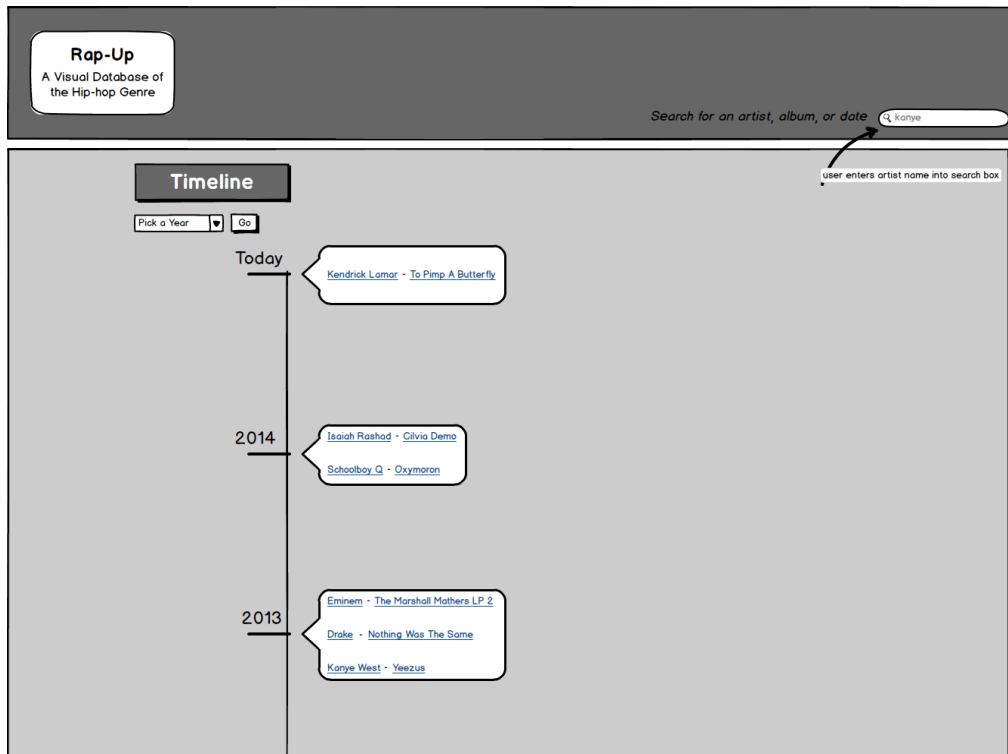 Rap-Up
A Visual Database of
the Hip-hop Genre
Search for an artist, album, or date
kanye
user enters artist name into search box
Timeline
Pick a Year
Go
Today
Kendrick Lamar - To Pimp A Butterfly
2014
Isaiah Rashad - Cilvia Demo
Schoolboy Q - Oxymoron
2013
Eminem - The Marshall Mathers LP 2
Drake - Nothing Was The Same
Kanye West - Yeezus